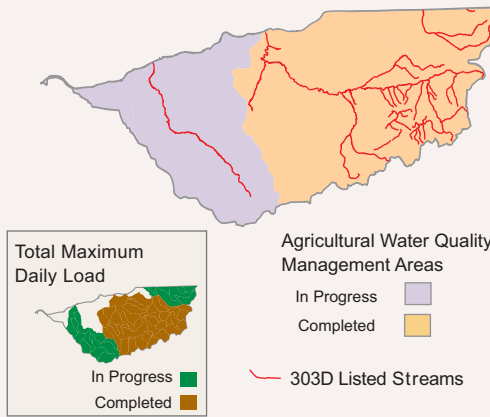 Total Maximum
Daily Load
In Progress
Completed
Agricultural Water Quality
Management Areas
In Progress
Completed
303D Listed Streams